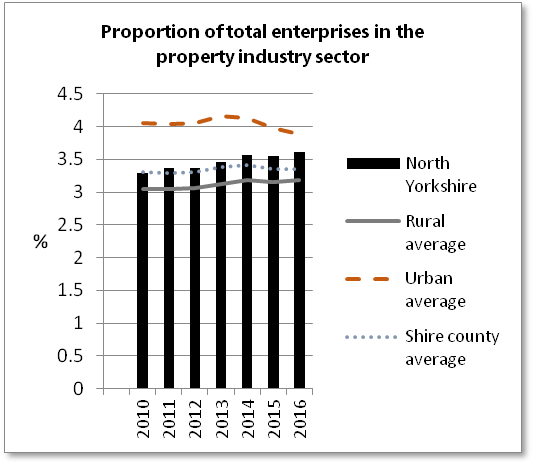 Proportion of total enterprises in the
property industry sector
4.5
4
3.5
3
2.5
2
1.5
1
0.5
0
%
2010
2011
2012
2013
2014
2015
2016
North
Yorkshire
Rural
average
Urban
average
Shire county
average